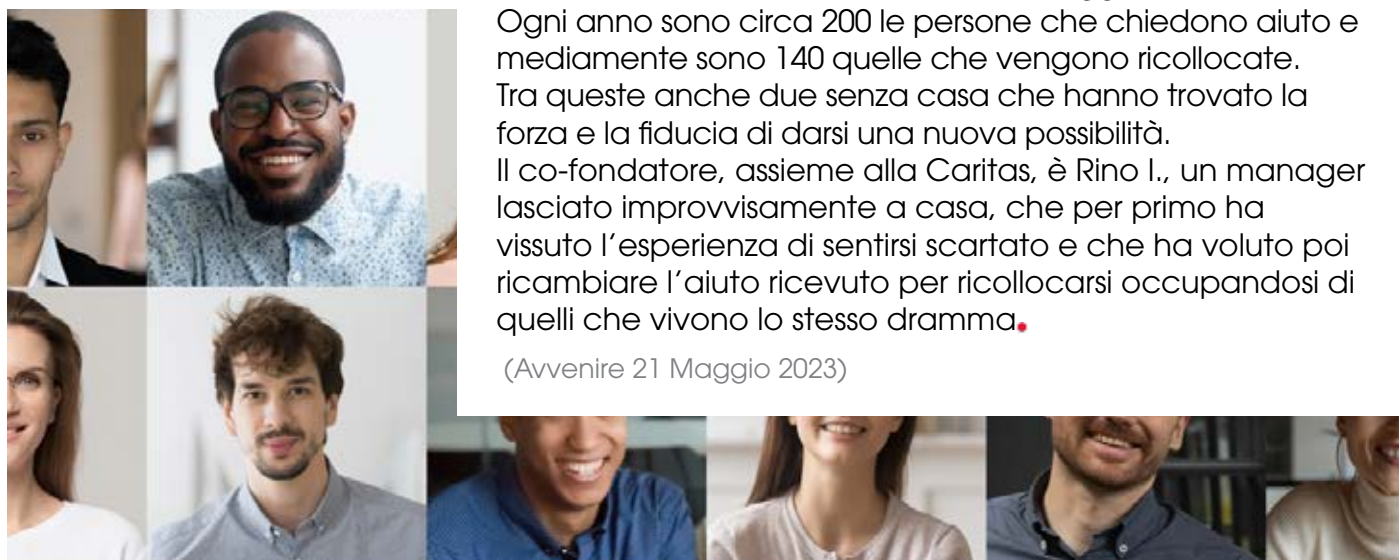 Ogni anno sono circa 200 le persone che chiedono aiuto e
mediamente sono 140 quelle che vengono ricollocate.
Tra queste anche due senza casa che hanno trovato la
forza e la fiducia di darsi una nuova possibilità.
Il co-fondatore, assieme alla Caritas, è Rino I., un manager
lasciato improvvisamente a casa, che per primo ha
vissuto l'esperienza di sentirsi scartato e che ha voluto poi
ricambiare l'aiuto ricevuto per ricollocarsi occupandosi di
quelli che vivono lo stesso dramma.
(Avvenire 21 Maggio 2023)